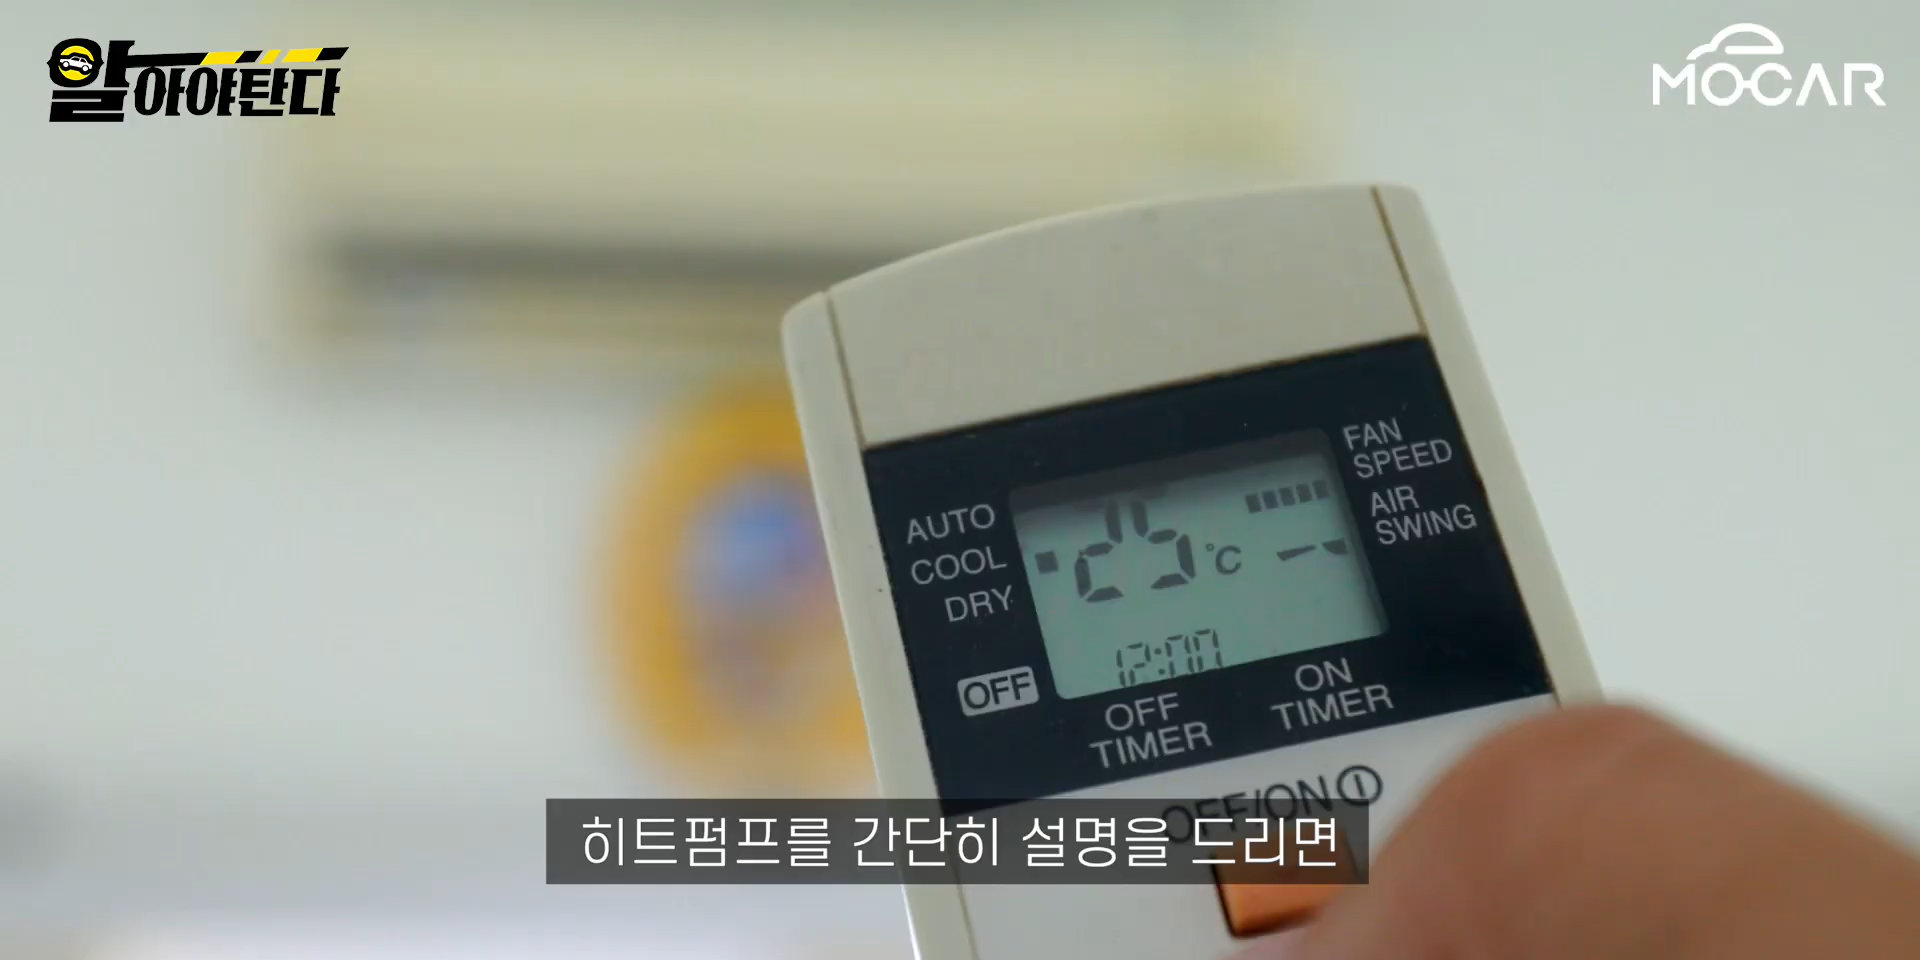 알아야탄다
MOCAR
FAN
SPEED
AIR
SWING
AUTO
COOL
DRY
25°C
12:00
OFF
OFF
TIMER
ON
TIMER
OFF/ON
히트펌프를 간단히 설명을 드리면